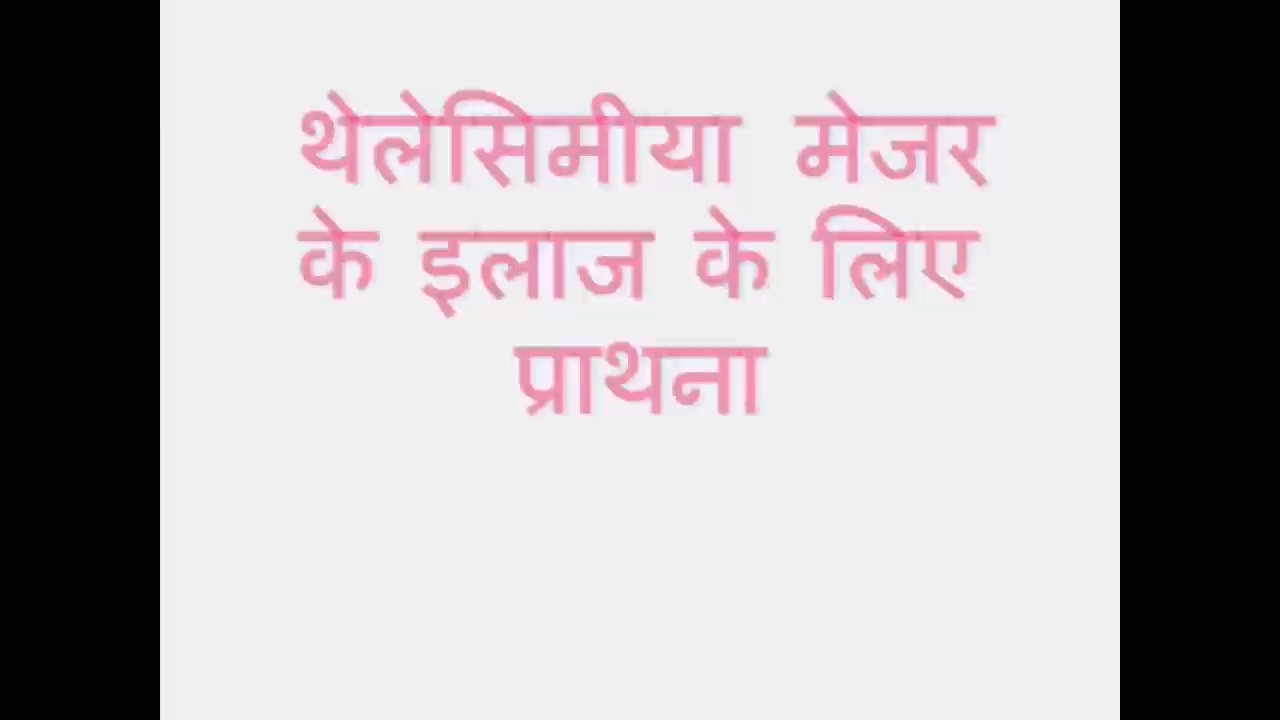 थेलेसिमीया मेजर
के इलाज के लिए
प्राथना